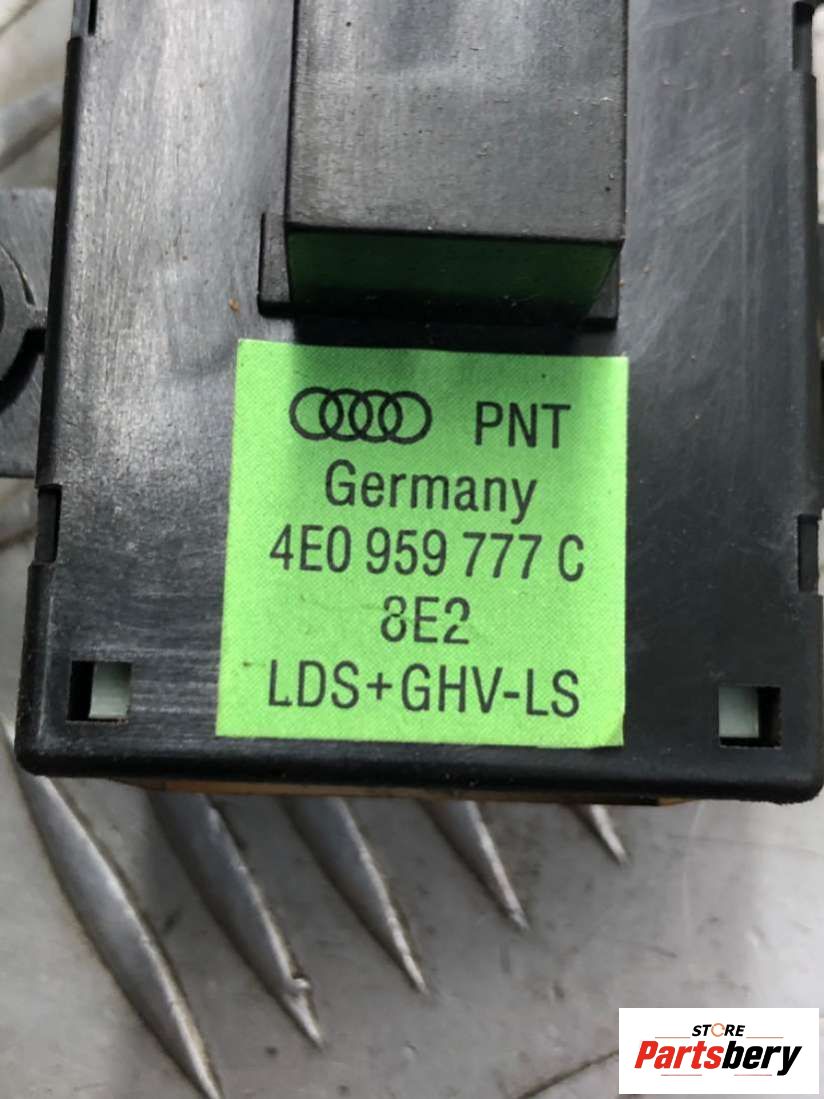 PNT
Germany
4E0 959 777 C
8E2
LDS+GHV-LS
STORE
Partsbery